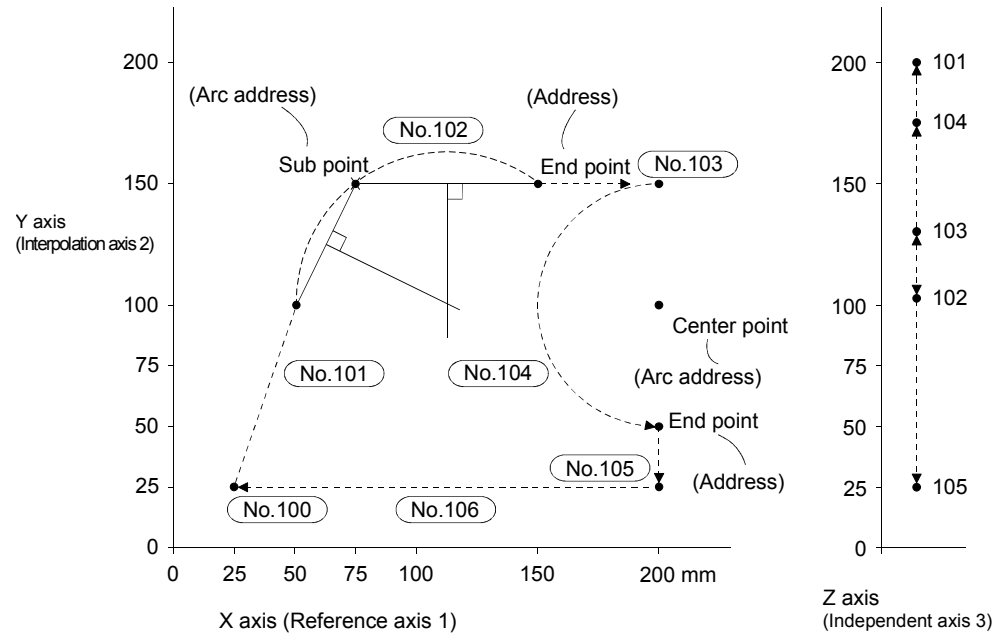 200
200
101
(Arc address)
(Address)
No.102
104
Sub point
End point
No.103
150
150
Y axis
(Interpolation axis 2)
103
102
100
100
Center point
75
75
No.101
No.104
(Arc address)
50
End point
50
No.105
(Address)
25
25
105
No.100
No.106
0
0
0
25
50
75
100
150
200 mm
X axis (Reference axis 1)
Z axis
(Independent axis 3)